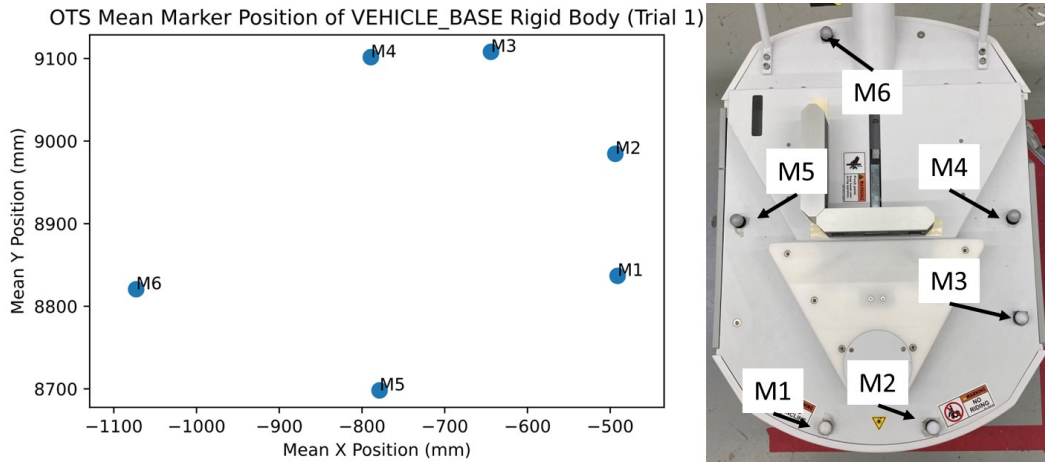 OTS Mean Marker Position of VEHICLE_BASE Rigid Body (Trial 1)
Mean Y Position (mm)
9100
9000
8900
8800
8700
−1100 −1000 −900 −800 −700 −600 −500
Mean X Position (mm)
M4
M3
M2
M6
M1
M5
M6
M5
M4
M3
M1
M2
NO
RIDING